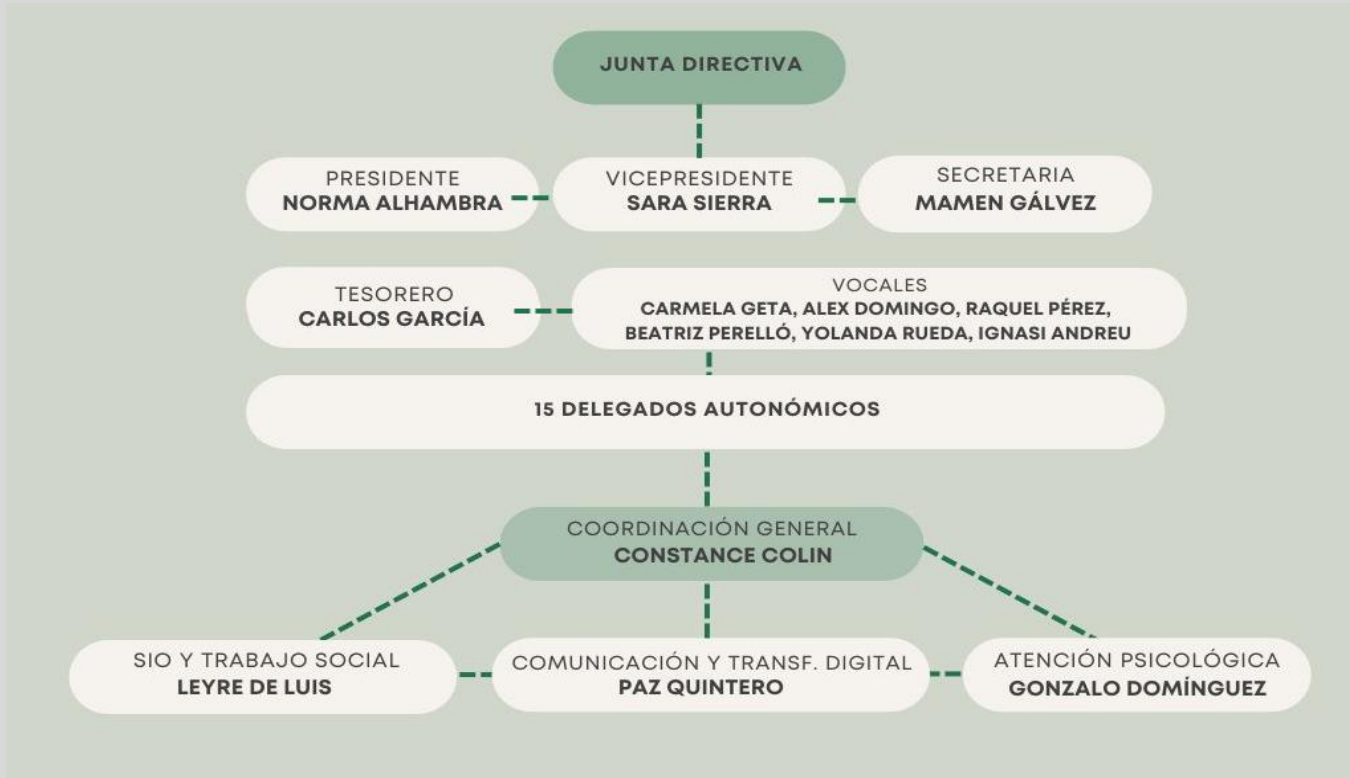 JUNTA DIRECTIVA
PRESIDENTE
NORMA ALHAMBRA
VICEPRESIDENTE
SARA SIERRA
SECRETARIA
MAMEN GÁLVEZ
TESORERO
CARLOS GARCÍA
VOCALES
CARMELA GETA, ALEX DOMINGO, RAQUEL PÉREZ,
BEATRIZ PERELLÓ, YOLANDA RUEDA, IGNASI ANDREU
15 DELEGADOS AUTONÓMICOS
COORDINACIÓN GENERAL
CONSTANCE COLIN
SIO Y TRABAJO SOCIAL
LEYRE DE LUIS
COMUNICACIÓN Y TRANSF. DIGITAL
PAZ QUINTERO
ATENCIÓN PSICOLÓGICA
GONZALO DOMÍNGUEZ